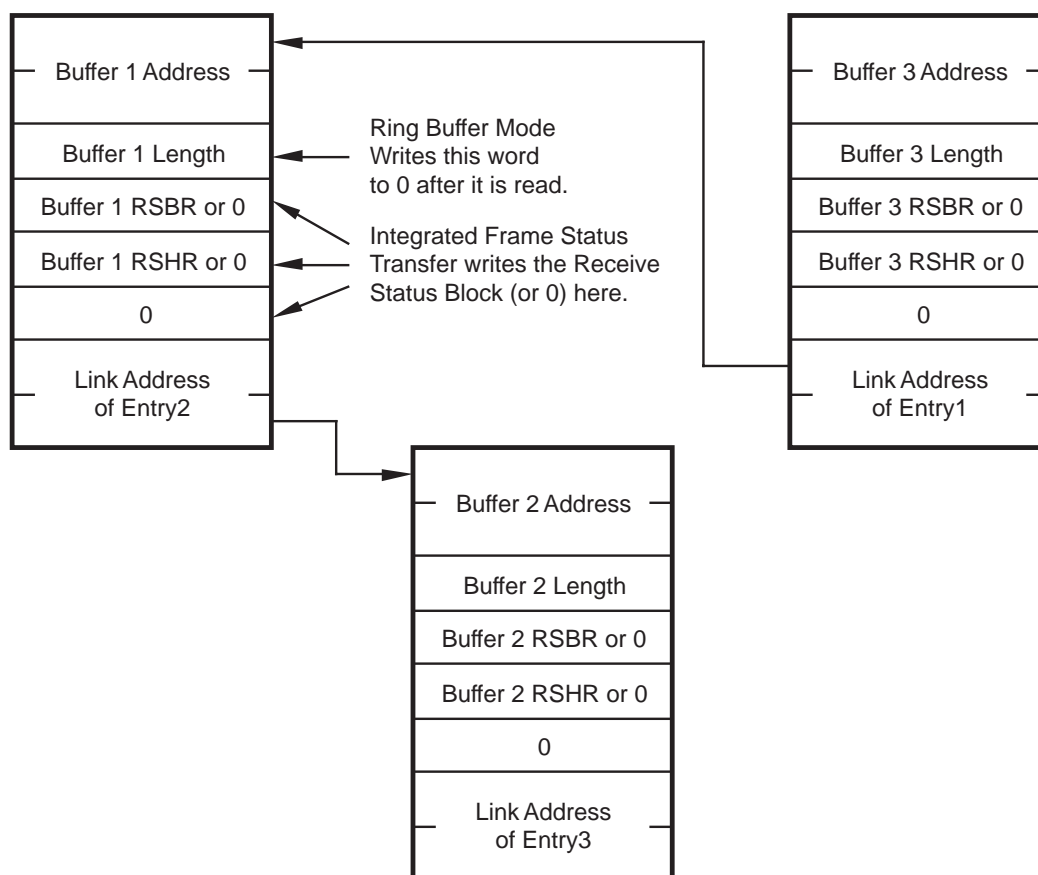 Buffer 1 Address
Buffer 1 Length
Buffer 1 RSBR or 0
Buffer 1 RSHR or 0
0
Link Address
of Entry2
Ring Buffer Mode
Writes this word
to 0 after it is read.
Integrated Frame Status
Transfer writes the Receive
Status Block (or 0) here.
Buffer 3 Address
Buffer 3 Length
Buffer 3 RSBR or 0
Buffer 3 RSHR or 0
0
Link Address
of Entry1
Buffer 2 Address
Buffer 2 Length
Buffer 2 RSBR or 0
Buffer 2 RSHR or 0
0
Link Address
of Entry3